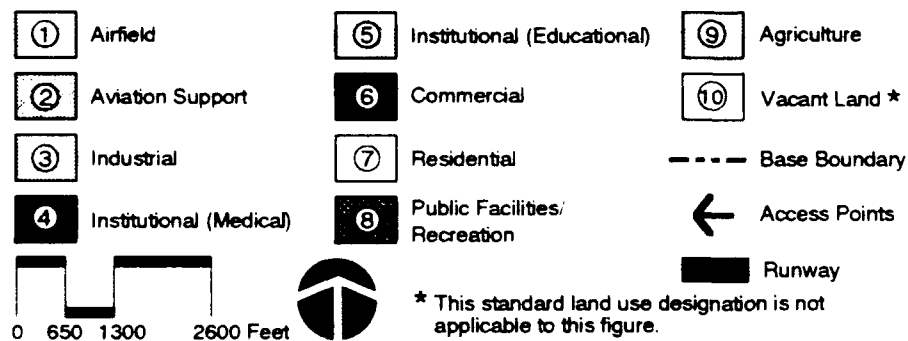 ① Airfield
② Aviation Support
③ Industrial
④ Institutional (Medical)
⑤ Institutional (Educational)
⑥ Commercial
⑦ Residential
⑧ Public Facilities/
Recreation
⑨ Agriculture
⑩ Vacant Land *
Base Boundary
Access Points
Runway
0 650 1300 2600 Feet
* This standard land use designation is not
applicable to this figure.